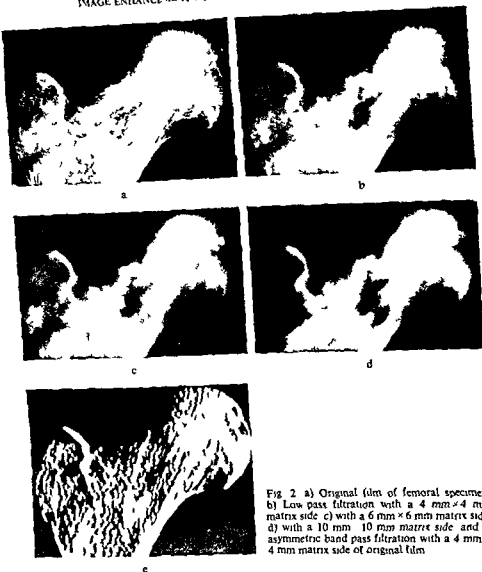 IMAGE
a
b
c
d
e
Fig 2 a) Original film of femoral specime
b) Low pass filtration with a 4 mm × 4 m
matrix side c) with a 6 mm × 6 mm matrix sid
d) with a 10 mm 10 mm matrix side and
asymmetric band pass filtration with a 4 mm
4 mm matrix side of original film